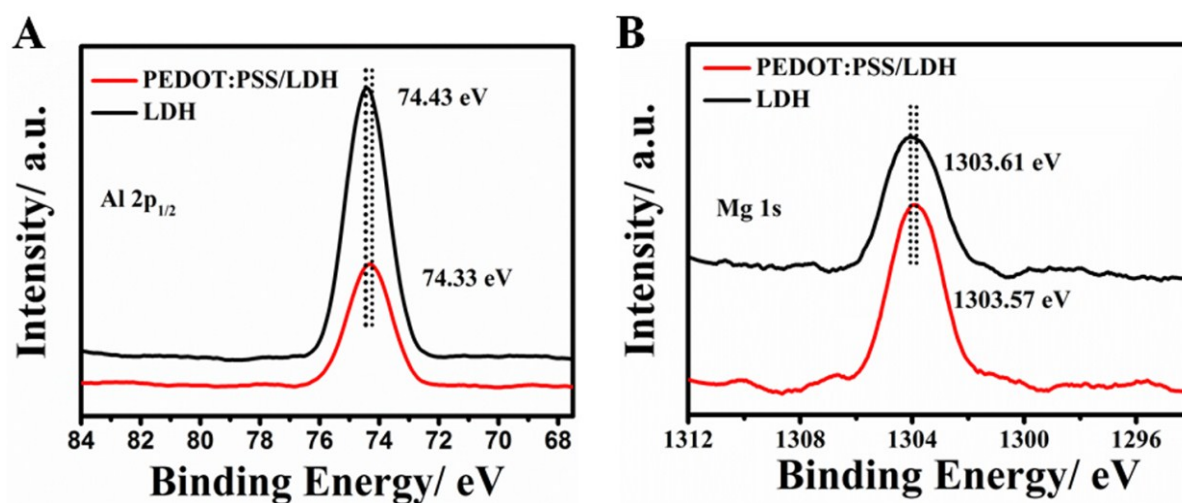 A
PEDOT:PSS/LDH
LDH
74.43 eV
Al 2p1/2
74.33 eV
Intensity/ a.u.
84 82 80 78 76 74 72 70 68
Binding Energy/ eV
B
PEDOT:PSS/LDH
LDH
1303.61 eV
Mg 1s
1303.57 eV
Intensity/ a.u.
1312 1308 1304 1300 1296
Binding Energy/ eV